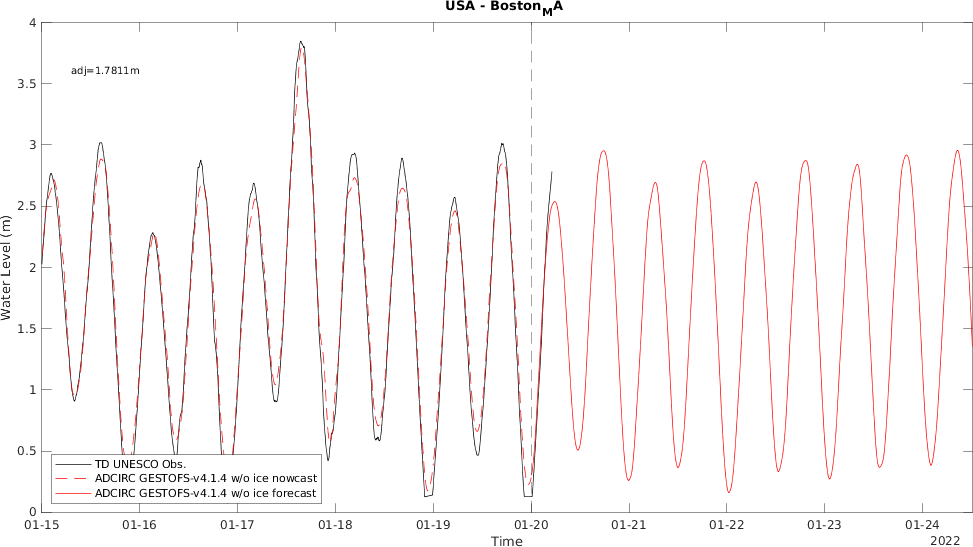 USA - Boston_MA
adj=1.7811m
4
3.5
3
2.5
2
1.5
1
0.5
0
Water Level (m)
TD UNESCO Obs.
ADCIRC GESTOFS-v4.1.4 w/o ice nowcast
ADCIRC GESTOFS-v4.1.4 w/o ice forecast
01-15 01-16 01-17 01-18 01-19 01-20 01-21 01-22 01-23 01-24
Time
2022